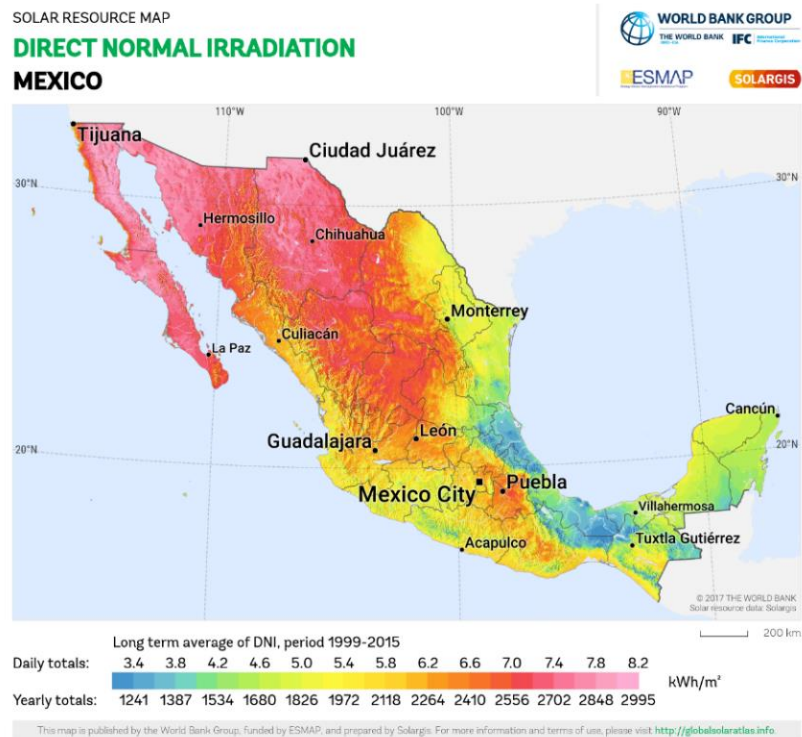 SOLAR RESOURCE MAP
DIRECT NORMAL IRRADIATION
MEXICO
WORLD BANK GROUP
THE WORLD BANK
IFC International Finance Corporation
ESMAP
SOLARGIS
110°W
100°W
90°W
Tijuana
Ciudad Juárez
30°N
30°N
Hermosillo
Chihuahua
Monterrey
Culiacán
La Paz
Cancún
León
Guadalajara
20°N
20°N
Mexico City
Puebla
Villahermosa
Acapulco
Tuxtla Gutiérrez
© 2017 THE WORLD BANK
Solar resource data: Solargis
200 km
Long term average of DNI, period 1999-2015
Daily totals: 3.4 3.8 4.2 4.6 5.0 5.4 5.8 6.2 6.6 7.0 7.4 7.8 8.2
kWh/m²
Yearly totals: 1241 1387 1534 1680 1826 1972 2118 2264 2410 2556 2702 2848 2995
This map is published by the World Bank Group, funded by ESMAP, and prepared by Solargis. For more information and terms of use, please visit http://globalsolaratlas.info.